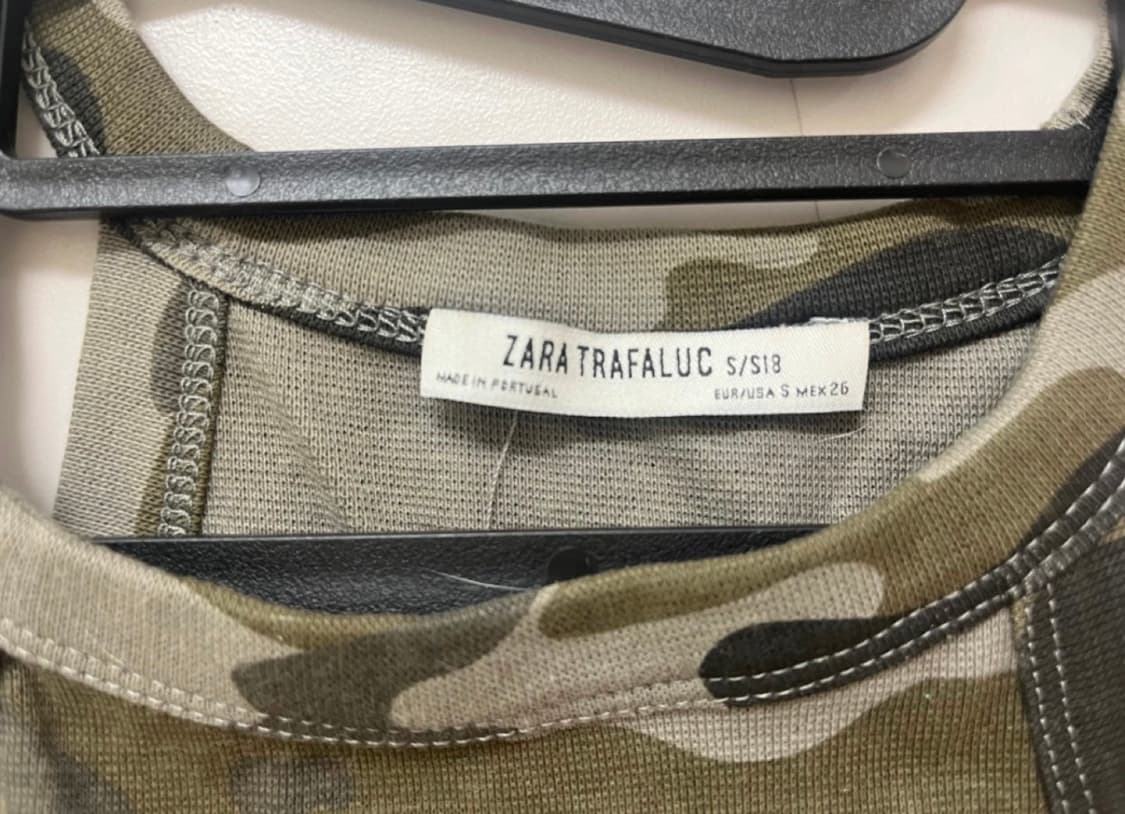 ZARA TRAFALUC S/S18
MADE IN PORTUGAL
EUR/USA S MEX 26